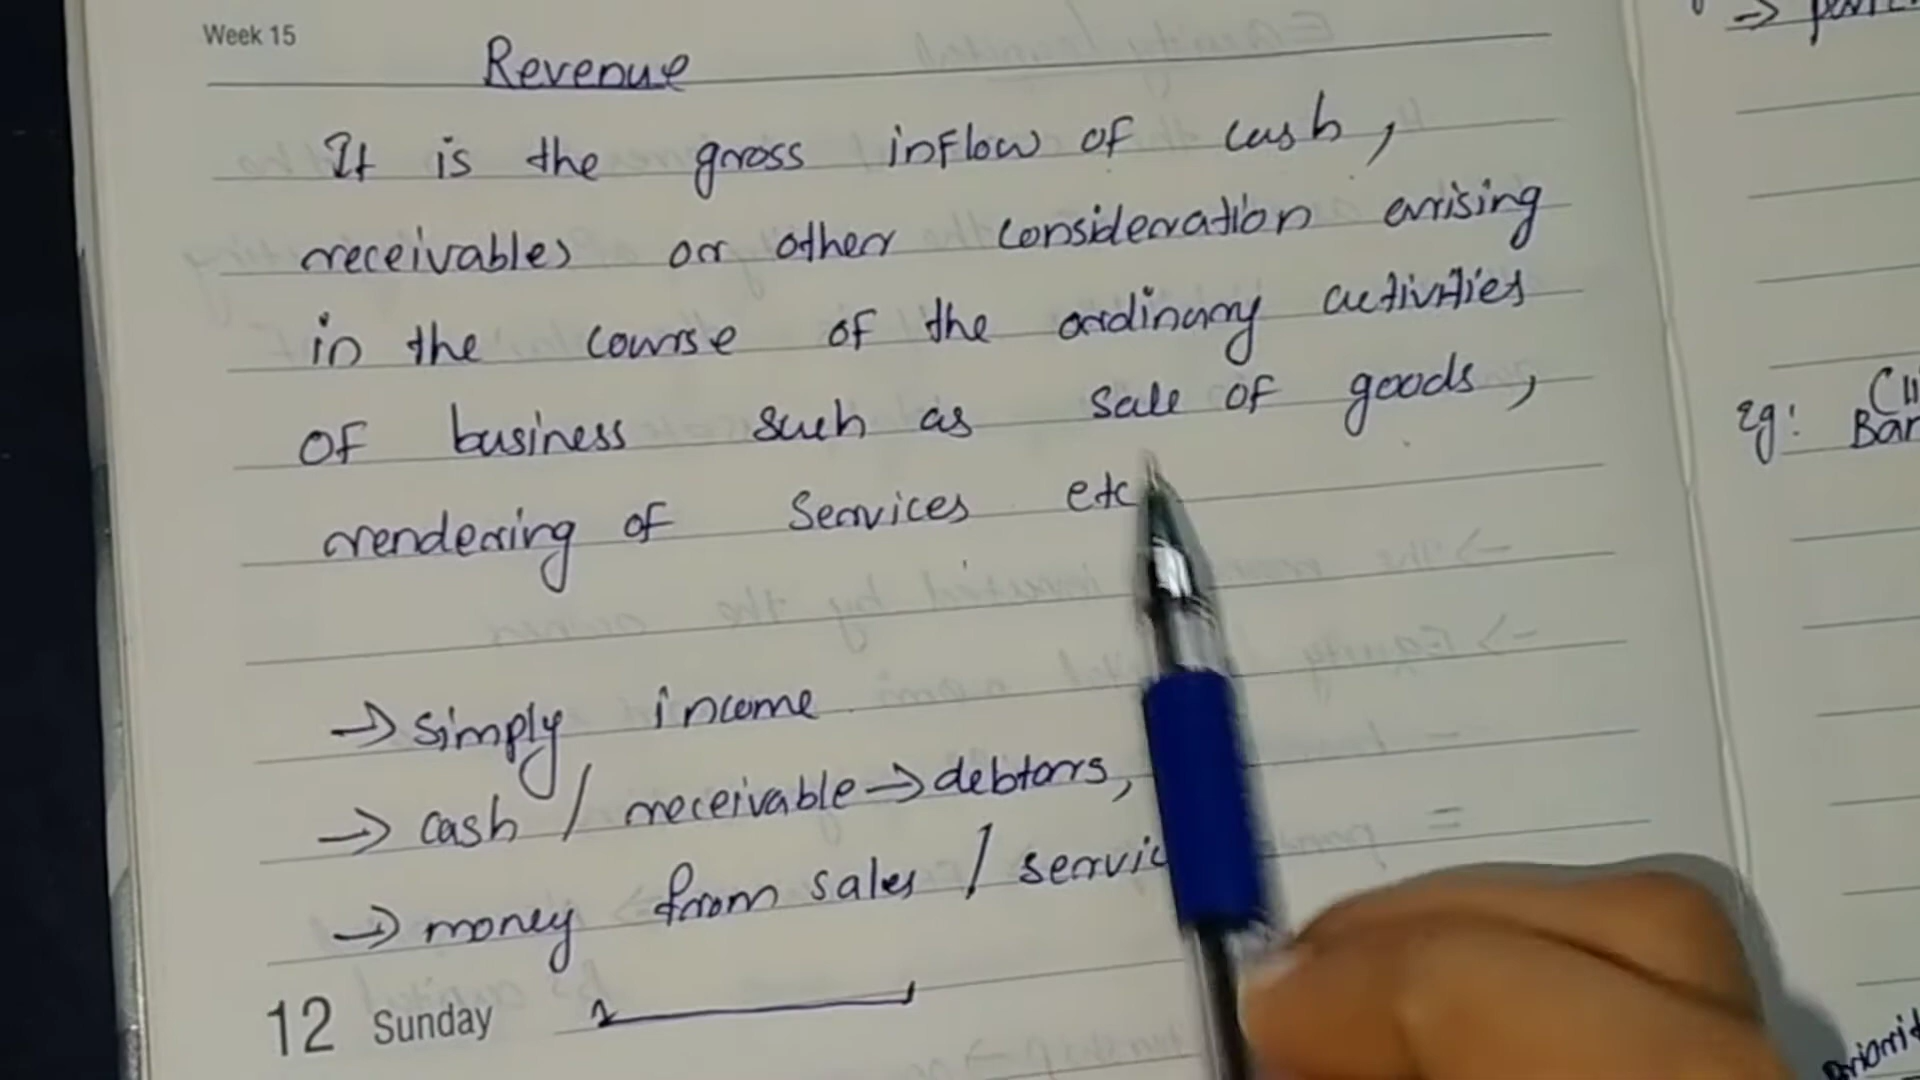 Week 15
Revenue
It is the gross inflow of cash,
receivables or other consideration arising
in the course of the ordinary activities
of business such as sale of goods,
rendering of services etc
→ simply income
→ cash / receivable → debtors,
→ money from sales /
12 Sunday
eg: